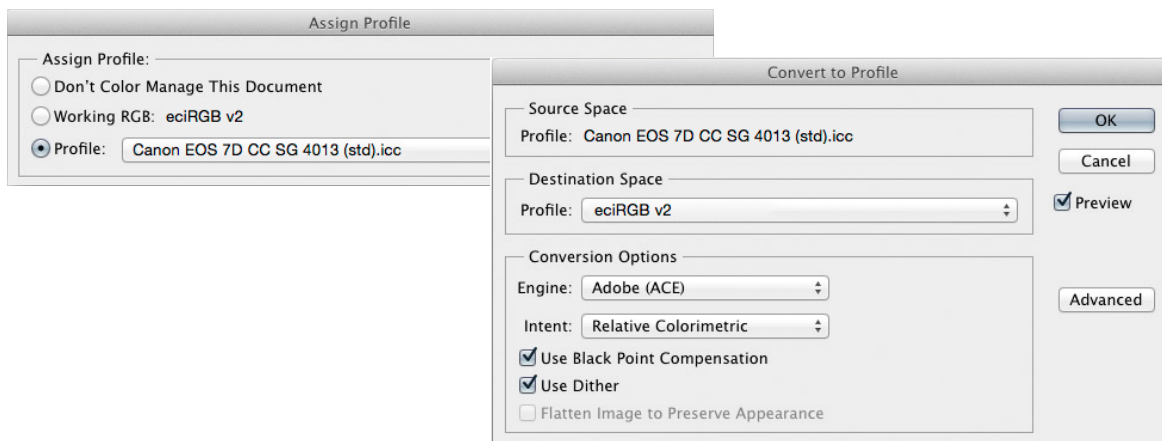 Assign Profile
Assign Profile:
Don't Color Manage This Document
Working RGB: eciRGB v2
Profile: Canon EOS 7D CC SG 4013 (std).icc
Convert to Profile
Source Space
Profile: Canon EOS 7D CC SG 4013 (std).icc
Destination Space
Profile: eciRGB v2
Conversion Options
Engine: Adobe (ACE)
Intent: Relative Colorimetric
Use Black Point Compensation
Use Dither
Flatten Image to Preserve Appearance
OK
Cancel
Preview
Advanced